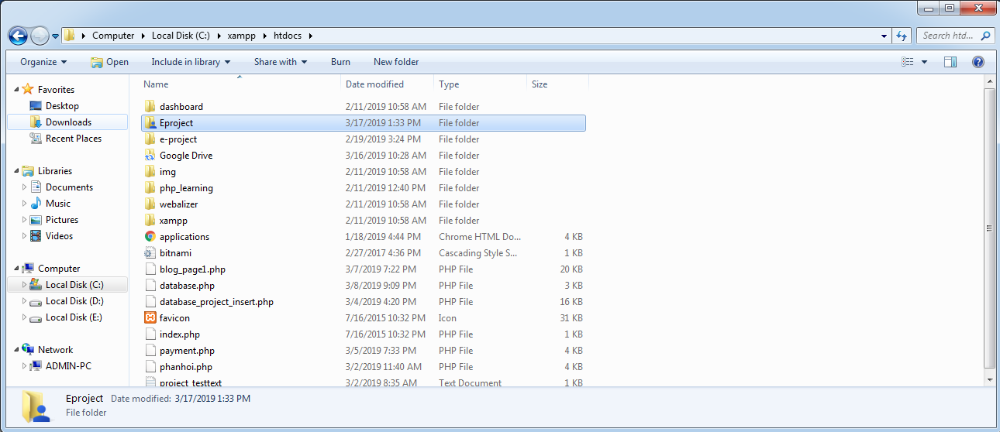 Computer Local Disk (C:) xampp htdocs
Search htd...
Organize Open Include in library Share with Burn New folder
Favorites
Desktop
Downloads
Recent Places
Libraries
Documents
Music
Pictures
Videos
Computer
Local Disk (C:)
Local Disk (D:)
Local Disk (E:)
Network
ADMIN-PC
Name Date modified Type Size
dashboard 2/11/2019 10:58 AM File folder
Eproject 3/17/2019 1:33 PM File folder
e-project 2/19/2019 3:24 PM File folder
Google Drive 3/16/2019 10:28 AM File folder
img 2/11/2019 10:58 AM File folder
php_learning 2/11/2019 12:40 PM File folder
webalizer 2/11/2019 10:58 AM File folder
xampp 2/11/2019 10:58 AM File folder
applications 1/18/2019 4:44 PM Chrome HTML Do... 4 KB
bitnami 2/27/2017 4:36 PM Cascading Style S... 1 KB
blog_page1.php 3/7/2019 7:22 PM PHP File 20 KB
database.php 3/8/2019 9:09 PM PHP File 3 KB
database_project_insert.php 3/4/2019 4:20 PM PHP File 16 KB
favicon 7/16/2015 10:32 PM Icon 31 KB
index.php 7/16/2015 10:32 PM PHP File 1 KB
payment.php 3/5/2019 7:33 PM PHP File 4 KB
phanhoi.php 3/2/2019 11:40 AM PHP File 4 KB
project_testtext 3/2/2019 8:35 AM Text Document 1 KB
Eproject Date modified: 3/17/2019 1:33 PM
File folder